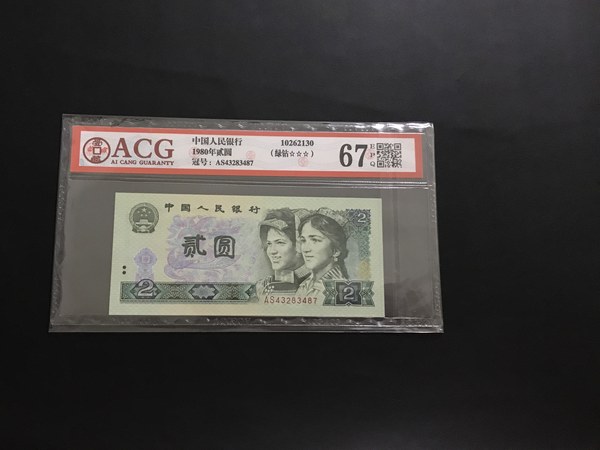 ACG
AI CANG GUARANTY
中国人民银行
1980年贰圆
冠号：AS43283487
10262130
（绿钻☆☆☆）
67
E
P
Q
中国人民银行
贰圆
2
2
2
AS43283487